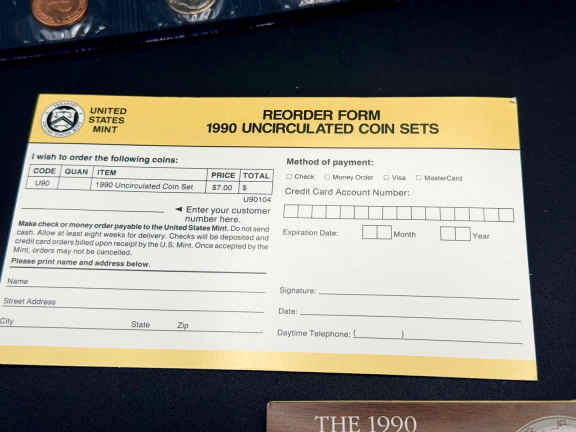 UNITED
STATES
MINT
REORDER FORM
1990 UNCIRCULATED COIN SETS
I wish to order the following coins:
CODE QUAN ITEM PRICE TOTAL
U90 1990 Uncirculated Coin Set $7.00 $
U90104
◄ Enter your customer
number here.
Make check or money order payable to the United States Mint. Do not send
cash. Allow at least eight weeks for delivery. Checks will be deposited and
credit card orders billed upon receipt by the U.S. Mint. Once accepted by the
Mint, orders may not be cancelled.
Please print name and address below.
Name
Street Address
City State Zip
Method of payment:
□ Check □ Money Order □ Visa □ MasterCard
Credit Card Account Number:
Expiration Date: Month Year
Signature:
Date:
Daytime Telephone: ( )
THE 1990